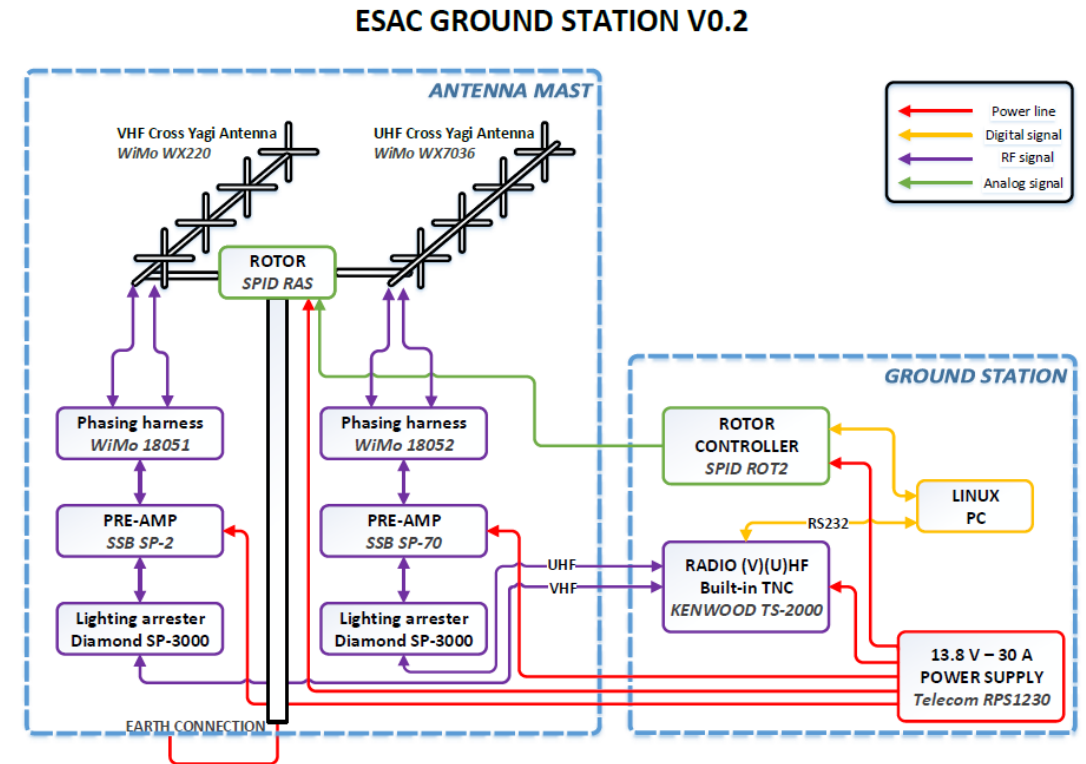 ESAC GROUND STATION V0.2
ANTENNA MAST
VHF Cross Yagi Antenna
WiMo WX220
UHF Cross Yagi Antenna
WiMo WX7036
Power line
Digital signal
RF signal
Analog signal
ROTOR
SPID RAS
GROUND STATION
Phasing harness
WiMo 18051
Phasing harness
WiMo 18052
ROTOR
CONTROLLER
SPID ROT2
LINUX
PC
PRE-AMP
SSB SP-2
PRE-AMP
SSB SP-70
RS232
UHF
VHF
RADIO (V)(U)HF
Built-in TNC
KENWOOD TS-2000
Lighting arrester
Diamond SP-3000
Lighting arrester
Diamond SP-3000
13.8 V – 30 A
POWER SUPPLY
Telecom RPS1230
EARTH CONNECTION